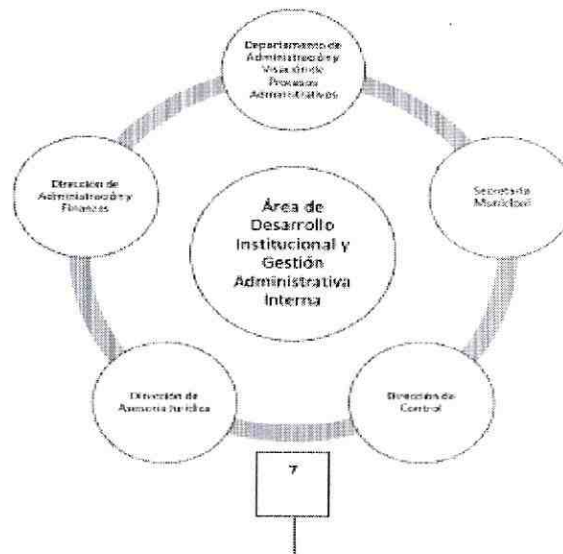 Departamento de
Administración y
Visación de
Procesos
Administrativos
Dirección de
Administración y
Finanzas
Secretaría
Municipal
Área de
Desarrollo
Institucional y
Gestión
Administrativa
Interna
Dirección de
Asesoría Jurídica
Dirección de
Control
7